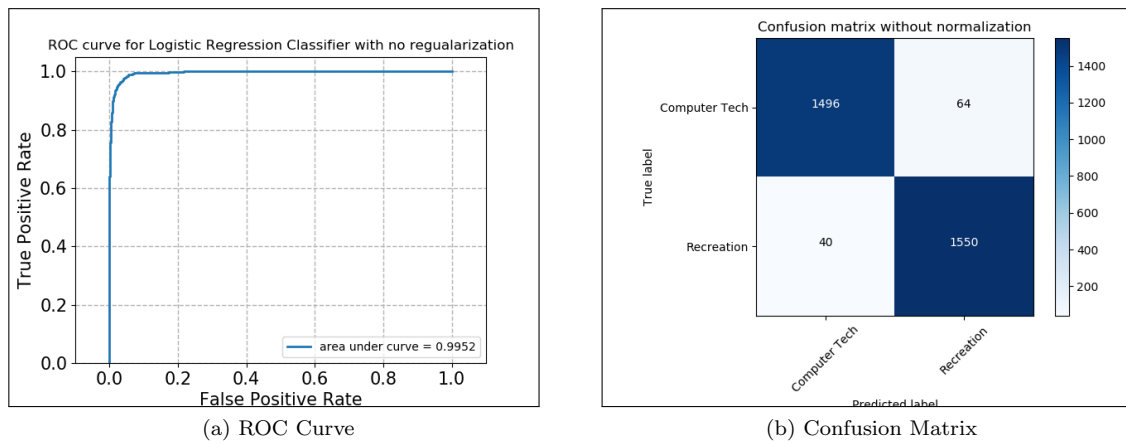 ROC curve for Logistic Regression Classifier with no regualarization
1.0
0.8
0.6
0.4
0.2
0.0
True Positive Rate
area under curve = 0.9952
0.0 0.2 0.4 0.6 0.8 1.0
False Positive Rate
(a) ROC Curve
Confusion matrix without normalization
Computer Tech
1496 64
True label
Recreation
40 1550
1400
1200
1000
800
600
400
200
Computer Tech
Recreation
Predicted label
(b) Confusion Matrix